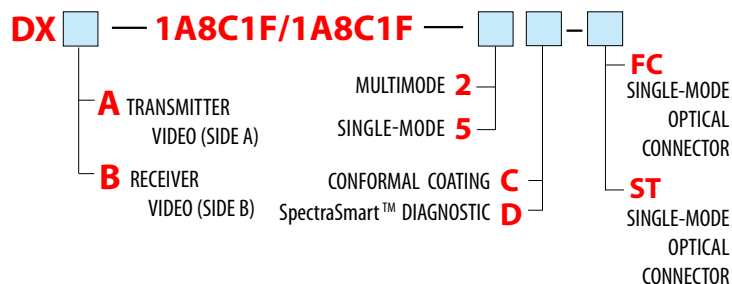 DX — 1A8C1F/1A8C1F — –
A TRANSMITTER
VIDEO (SIDE A)
B RECEIVER
VIDEO (SIDE B)
MULTIMODE 2
SINGLE-MODE 5
CONFORMAL COATING C
SpectraSmart™ DIAGNOSTIC D
FC
SINGLE-MODE
OPTICAL
CONNECTOR
ST
SINGLE-MODE
OPTICAL
CONNECTOR